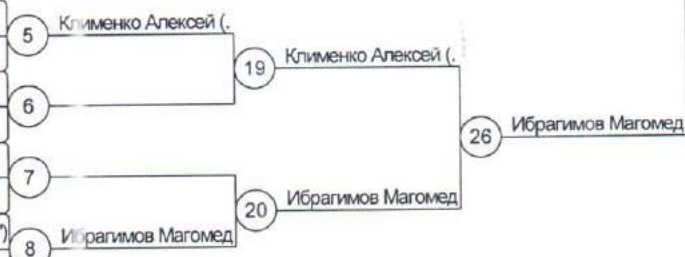 5 Клименко Алексей (.
19 Клименко Алексей (.
6
26 Ибрагимов Магомед
7
20 Ибрагимов Магомед
) 8 Ибрагимов Магомед